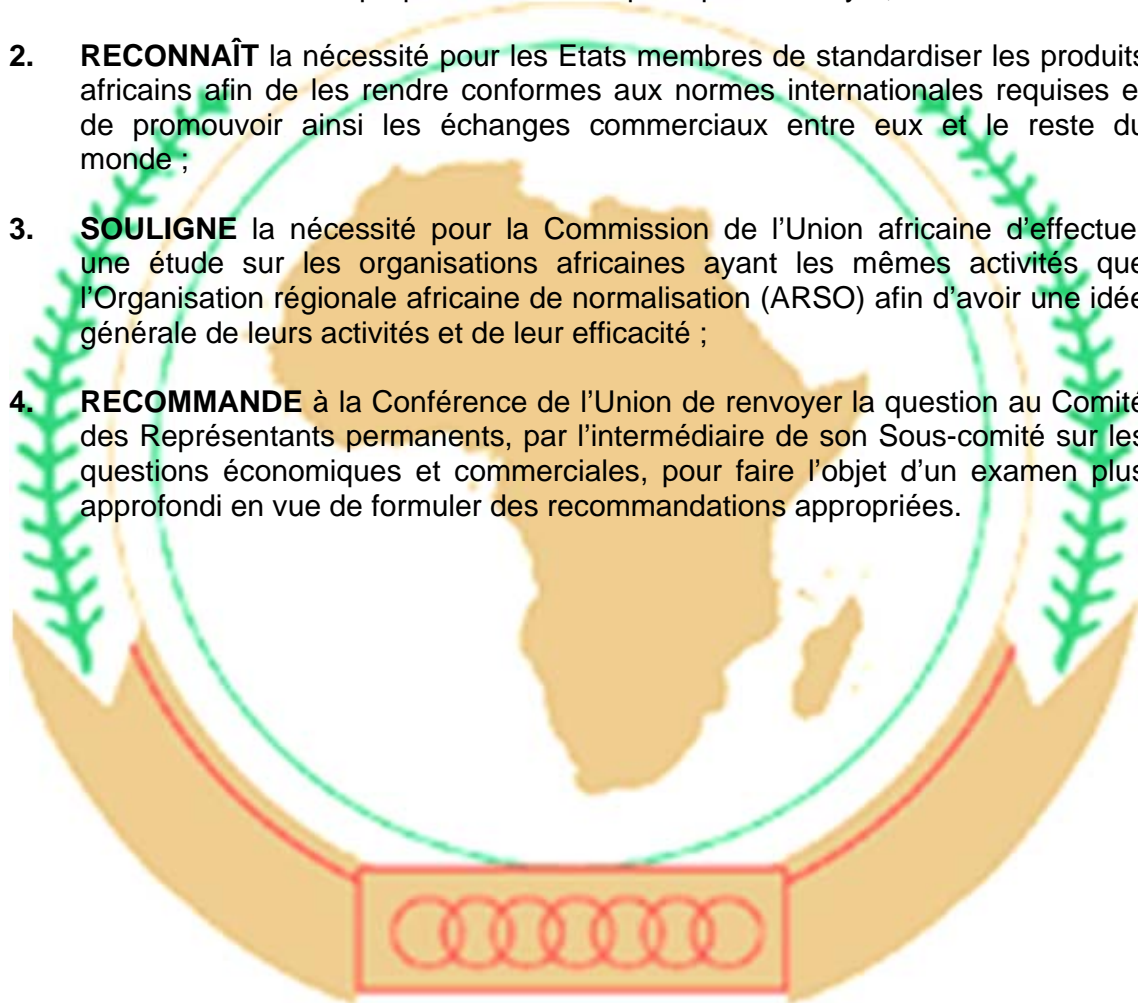 2. RECONNAÎT la nécessité pour les Etats membres de standardiser les produits
africains afin de les rendre conformes aux normes internationales requises e
de promouvoir ainsi les échanges commerciaux entre eux et le reste du
monde ;
3. SOULIGNE la nécessité pour la Commission de l’Union africaine d’effectue
une étude sur les organisations africaines ayant les mêmes activités que
l’Organisation régionale africaine de normalisation (ARSO) afin d’avoir une idée
générale de leurs activités et de leur efficacité ;
4. RECOMMANDE à la Conférence de l’Union de renvoyer la question au Comité
des Représentants permanents, par l’intermédiaire de son Sous-comité sur les
questions économiques et commerciales, pour faire l’objet d’un examen plus
approfondi en vue de formuler des recommandations appropriées.